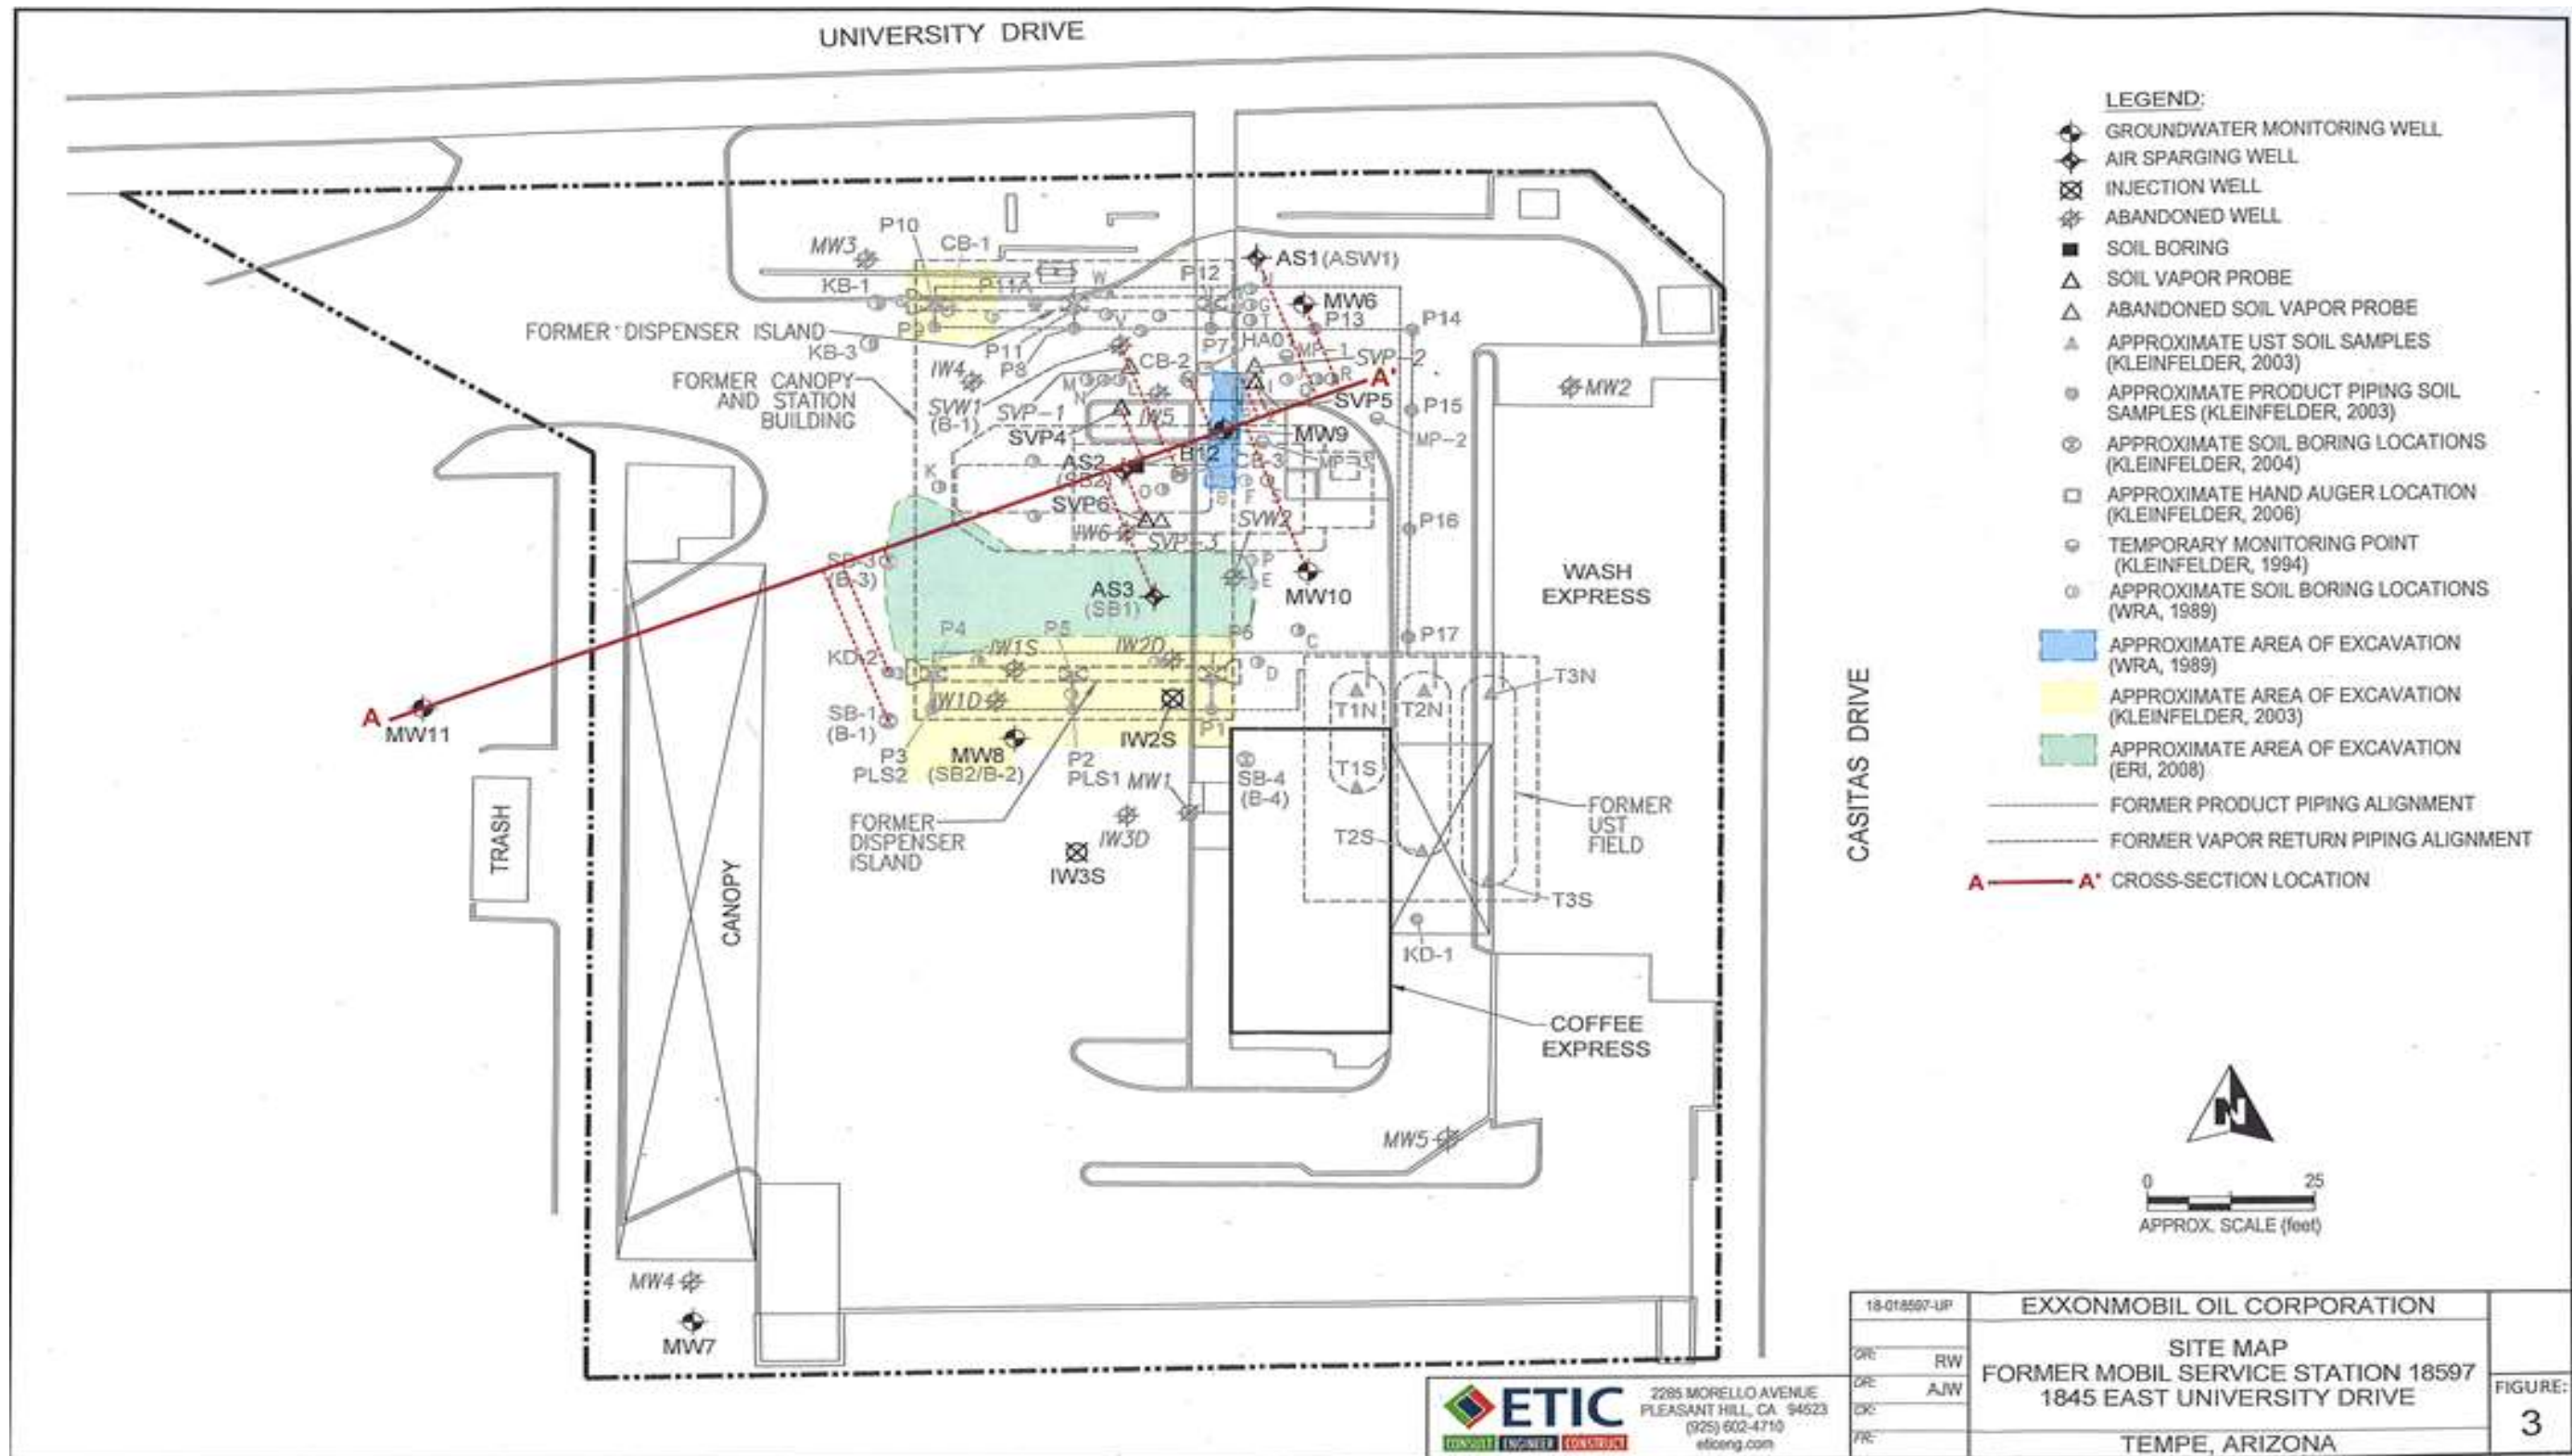 UNIVERSITY DRIVE
LEGEND:
GROUNDWATER MONITORING WELL
AIR SPARGING WELL
INJECTION WELL
ABANDONED WELL
SOIL BORING
SOIL VAPOR PROBE
ABANDONED SOIL VAPOR PROBE
APPROXIMATE UST SOIL SAMPLES
(KLEINFELDER, 2003)
APPROXIMATE PRODUCT PIPING SOIL
SAMPLES (KLEINFELDER, 2003)
APPROXIMATE SOIL BORING LOCATIONS
(KLEINFELDER, 2004)
APPROXIMATE HAND AUGER LOCATION
(KLEINFELDER, 2006)
TEMPORARY MONITORING POINT
(KLEINFELDER, 1994)
APPROXIMATE SOIL BORING LOCATIONS
(WRA, 1989)
APPROXIMATE AREA OF EXCAVATION
(WRA, 1989)
APPROXIMATE AREA OF EXCAVATION
(KLEINFELDER, 2003)
APPROXIMATE AREA OF EXCAVATION
(ERI, 2008)
FORMER PRODUCT PIPING ALIGNMENT
FORMER VAPOR RETURN PIPING ALIGNMENT
A A' CROSS-SECTION LOCATION
P10
MW3
CB-1
P12
AS1 (ASW1)
KB-1
P11A
W
G
T
MW6
P13
P14
FORMER DISPENSER ISLAND
P9
V
KB-3
P11
P8
P7
HA0
MP-1
SVP-2
CB-2
IW4
FORMER CANOPY
AND STATION
BUILDING
M
N
L
I
R
A'
MW2
SVW1
(B-1)
SVP-1
IW5
SVP5
P15
SVP4
MW9
MP-2
B12
AS2
(SB2)
CB-3
MP-3
K
O
B
F
SVP6
SVW2
P16
IW6
SVP-3
SB-3
(B-3)
P
E
AS3
(SB1)
MW10
WASH
EXPRESS
P4
P5
P6
C
P17
KD-2
IW1S
IW2D
D
T3N
IW1D
T1N
T2N
A
MW11
SB-1
(B-1)
P1
IW2S
P3
PLS2
MW8
(SB2/B-2)
P2
PLS1
MW1
SB-4
(B-4)
T1S
FORMER
DISPENSER
ISLAND
IW3D
T2S
FORMER
UST
FIELD
IW3S
T3S
KD-1
TRASH
CANOPY
CASITAS DRIVE
COFFEE
EXPRESS
MW5
MW4
MW7
N
0 25
APPROX. SCALE (feet)
ETIC
CONSULT ENGINEER CONSTRUCT
2285 MORELLO AVENUE
PLEASANT HILL, CA 94523
(925) 602-4710
eticeng.com
18-018597-UP
RW
AJW
EXXONMOBIL OIL CORPORATION
SITE MAP
FORMER MOBIL SERVICE STATION 18597
1845 EAST UNIVERSITY DRIVE
TEMPE, ARIZONA
FIGURE:
3